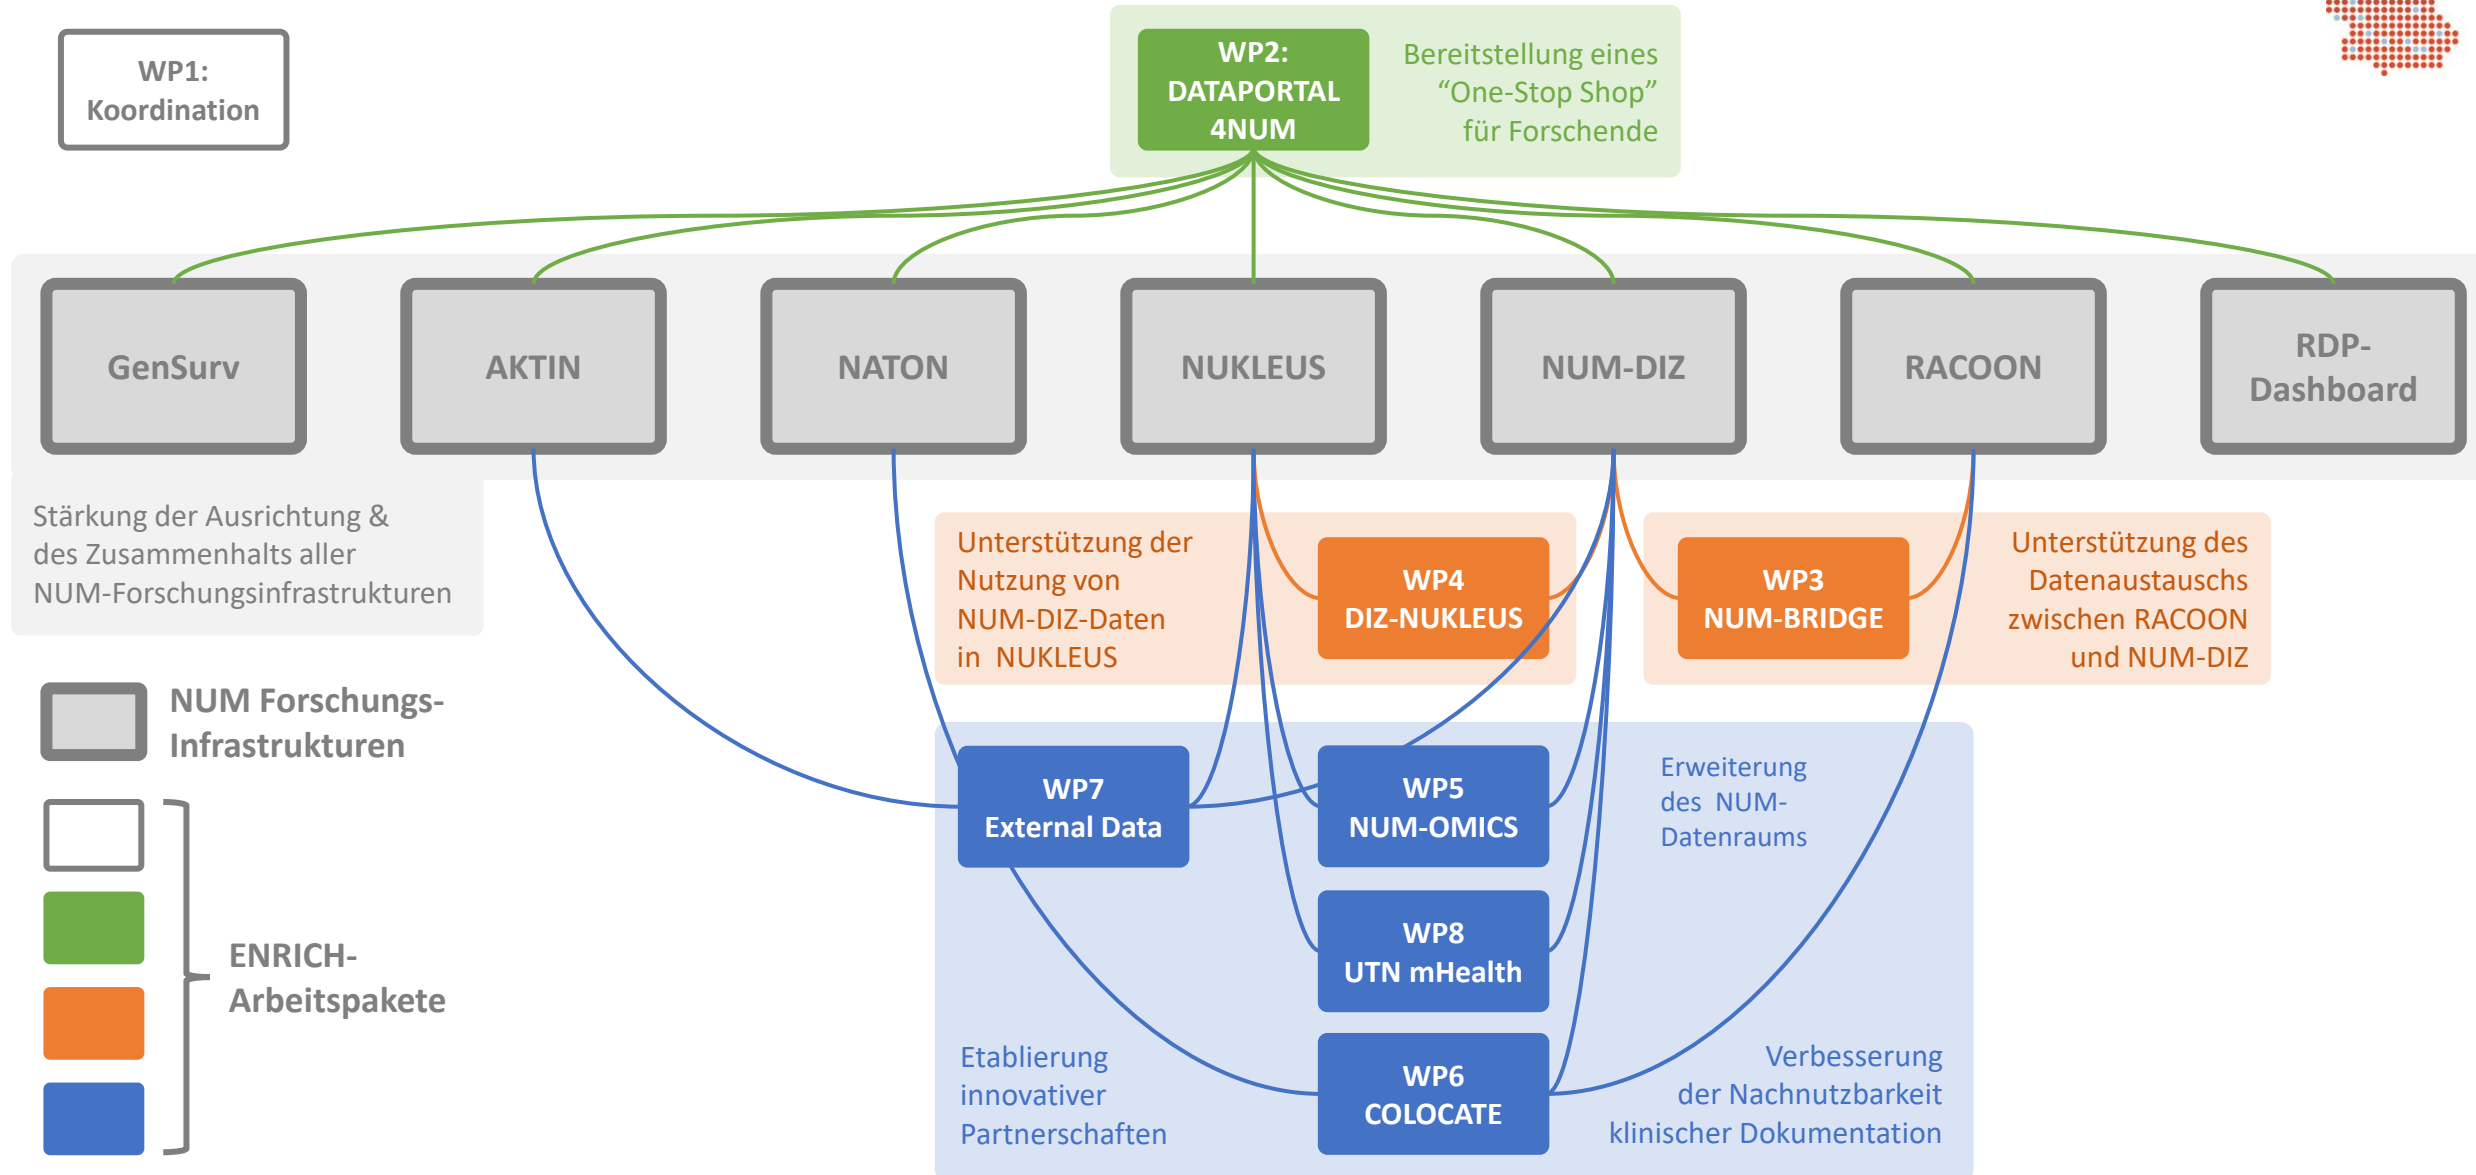 WP1:
Koordination
WP2:
DATAPORTAL
4NUM
Bereitstellung eines
“One-Stop Shop”
für Forschende
GenSurv
AKTIN
NATON
NUKLEUS
NUM-DIZ
RACOON
RDP-
Dashboard
Stärkung der Ausrichtung &
des Zusammenhalts aller
NUM-Forschungsinfrastrukturen
Unterstützung der
Nutzung von
NUM-DIZ-Daten
in NUKLEUS
WP4
DIZ-NUKLEUS
WP3
NUM-BRIDGE
Unterstützung des
Datenaustauschs
zwischen RACOON
und NUM-DIZ
NUM Forschungs-
Infrastrukturen
WP7
External Data
WP5
NUM-OMICS
Erweiterung
des NUM-
Datenraums
WP8
UTN mHealth
ENRICH-
Arbeitspakete
Etablierung
innovativer
Partnerschaften
WP6
COLOCATE
Verbesserung
der Nachnutzbarkeit
klinischer Dokumentation